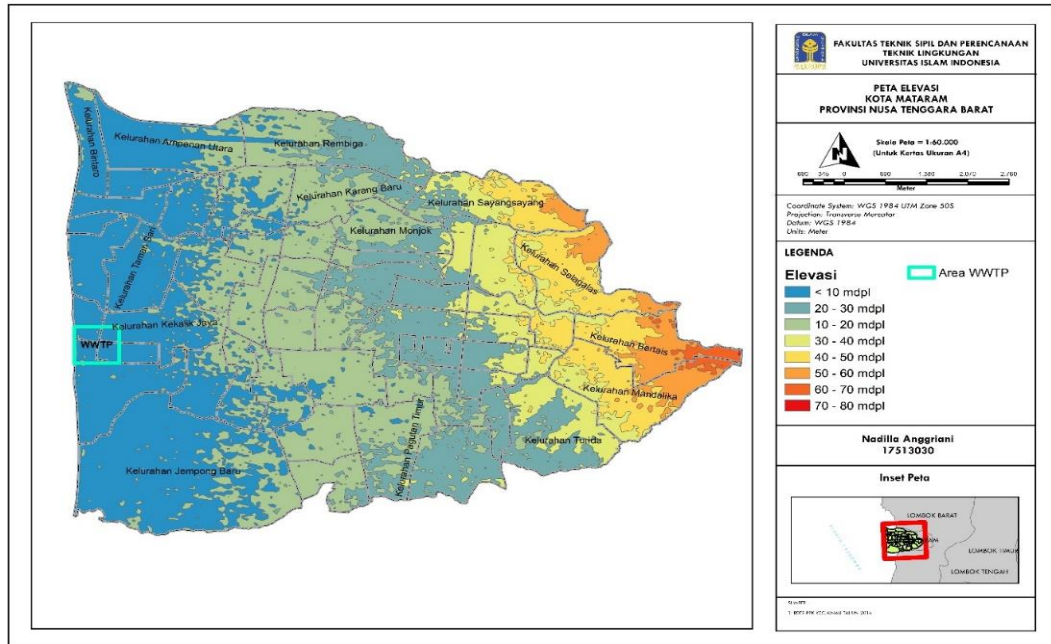 FAKULTAS TEKNIK SIPIL DAN PERENCANAAN
TEKNIK LINGKUNGAN
UNIVERSITAS ISLAM INDONESIA
PETA ELEVASI
KOTA MATARAM
PROVINSI NUSA TENGGARA BARAT
N
Skala Peta = 1:60.000
(Untuk Kertas Ukuran A4)
Meter
Coordinate System: WGS 1984 UTM Zone 50S
Projection: Transverse Mercator
Datum: WGS 1984
Units: Meter
LEGENDA
Elevasi
< 10 mdpl
20 - 30 mdpl
10 - 20 mdpl
30 - 40 mdpl
40 - 50 mdpl
50 - 60 mdpl
60 - 70 mdpl
70 - 80 mdpl
Area WWTP
Nadilla Anggriani
17513030
Inset Peta
LOMBOK BARAT
LOMBOK TIMUR
LOMBOK TENGAH
Kelurahan Bintaro
Kelurahan Ampenan Utara
Kelurahan Rembiga
Kelurahan Karang Baru
Kelurahan Sayangsayang
Kelurahan Monjok
Kelurahan Selagalas
Kelurahan Taman Sari
Kelurahan Kekalik Jaya
WWTP
Kelurahan Bertais
Kelurahan Mandalika
Kelurahan Turida
Kelurahan Pagutan Timur
Kelurahan Jempong Baru